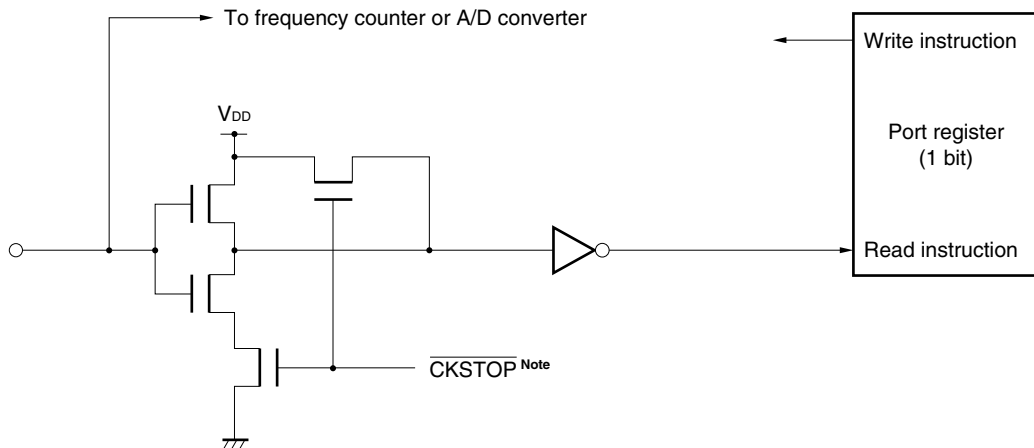 To frequency counter or A/D converter
Write instruction
VDD
Port register
(1 bit)
Read instruction
CKSTOP Note